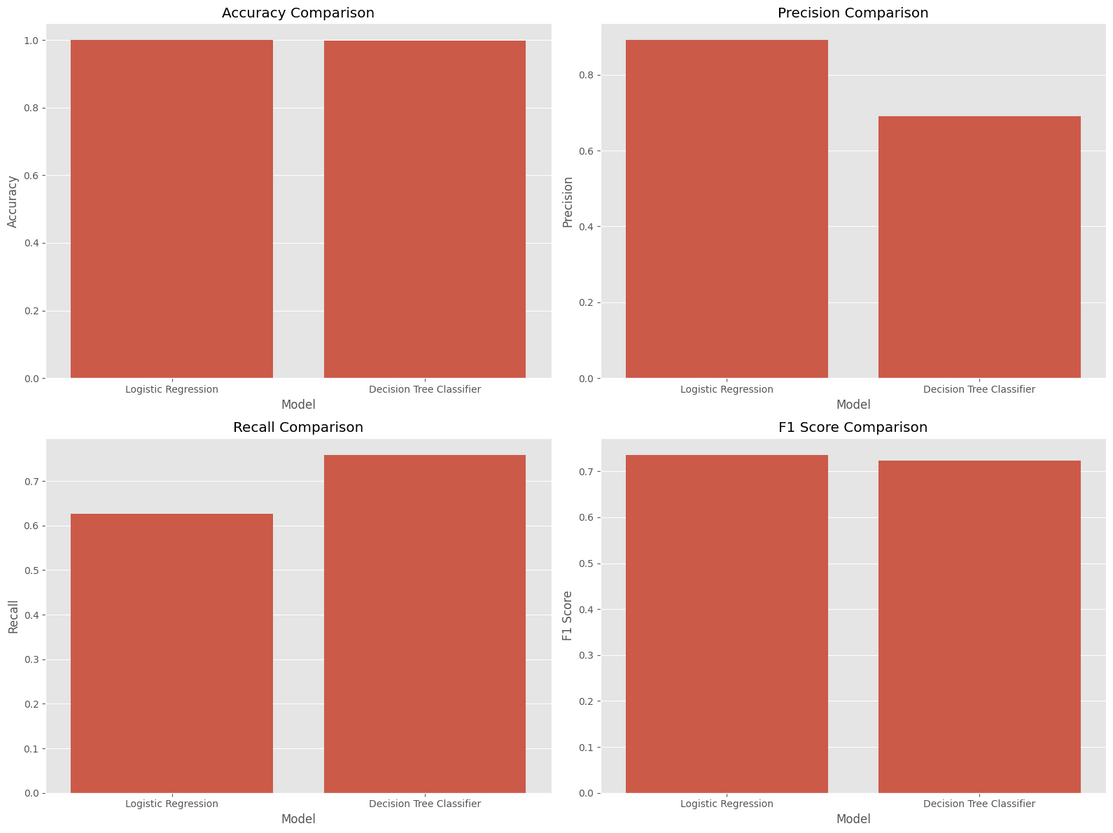 Accuracy Comparison
1.0
0.8
0.6
0.4
0.2
0.0
Accuracy
Logistic Regression
Decision Tree Classifier
Model
Precision Comparison
0.8
0.6
0.4
0.2
0.0
Precision
Logistic Regression
Decision Tree Classifier
Model
Recall Comparison
0.7
0.6
0.5
0.4
0.3
0.2
0.1
0.0
Recall
Logistic Regression
Decision Tree Classifier
Model
F1 Score Comparison
0.7
0.6
0.5
0.4
0.3
0.2
0.1
0.0
F1 Score
Logistic Regression
Decision Tree Classifier
Model